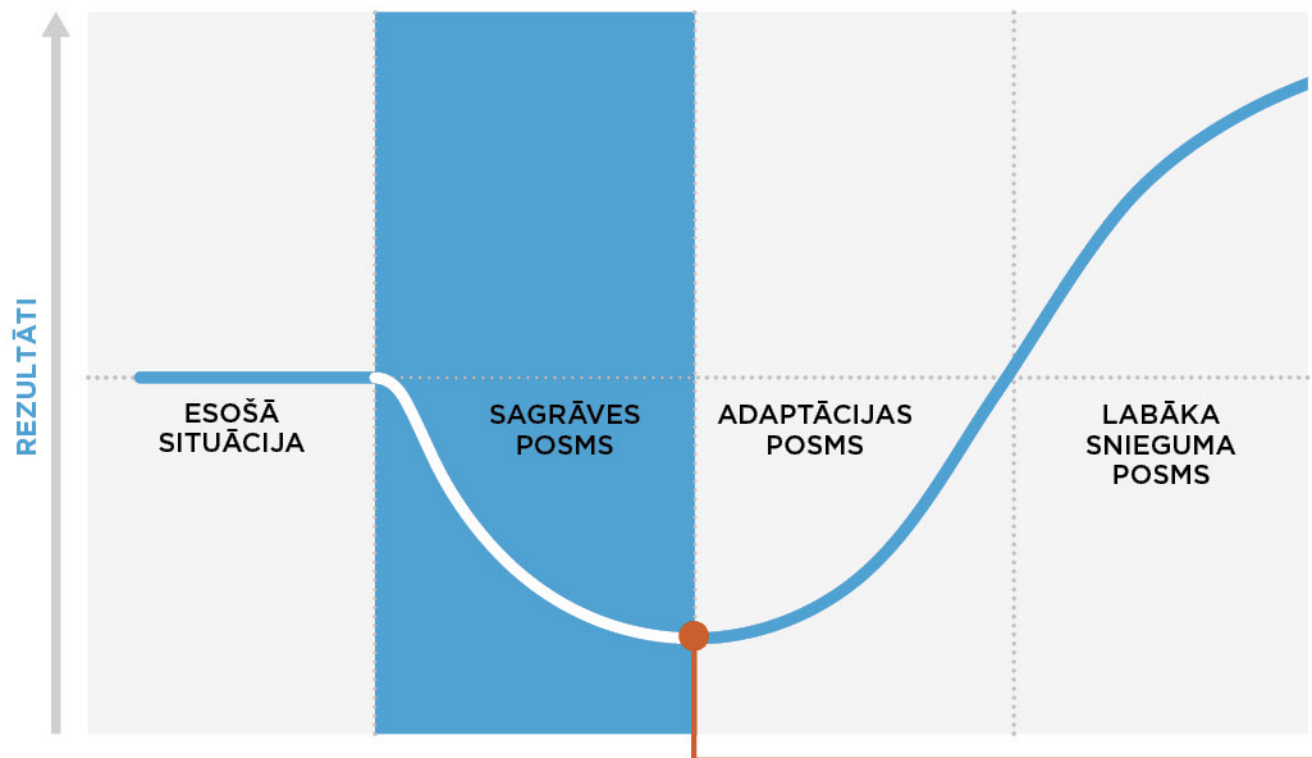 REZULTĀTI
ESOŠĀ
SITUĀCIJA
SAGRĀVES
POSMS
ADAPTĀCIJAS
POSMS
LABĀKA
SNIEGUMA
POSMS